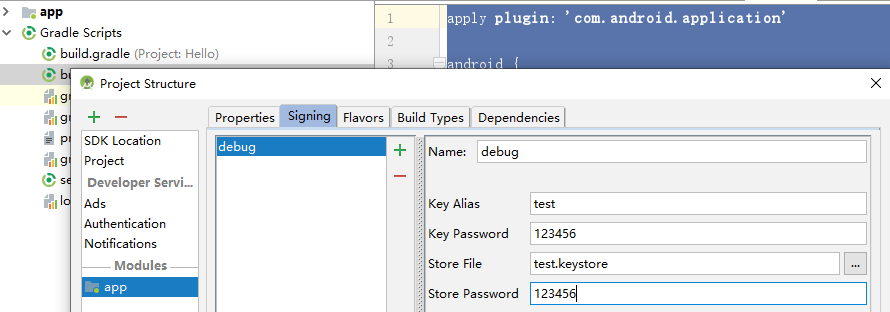 app
Gradle Scripts
build.gradle (Project: Hello)
bu
gr
gr
pr
gr
se
lo
1
2
3
apply plugin: 'com.android.application'
android {
Project Structure
SDK Location
Project
Developer Servi...
Ads
Authentication
Notifications
Modules
app
Properties
Signing
Flavors
Build Types
Dependencies
debug
Name: debug
Key Alias test
Key Password 123456
Store File test.keystore ...
Store Password 123456